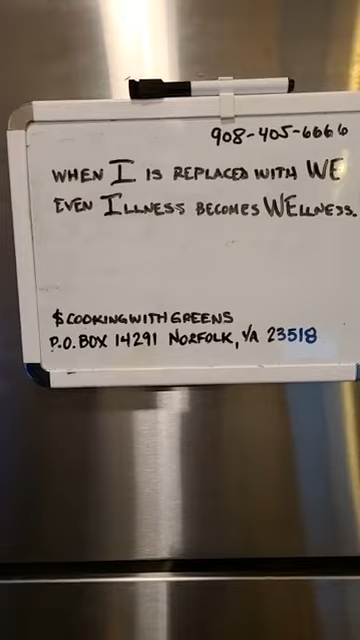 908-405-6666
WHEN I IS REPLACED WITH WE
EVEN ILLNESS BECOMES WELLNESS.
$COOKINGWITHGREENS
P.O. BOX 14291 NORFOLK, VA 23518